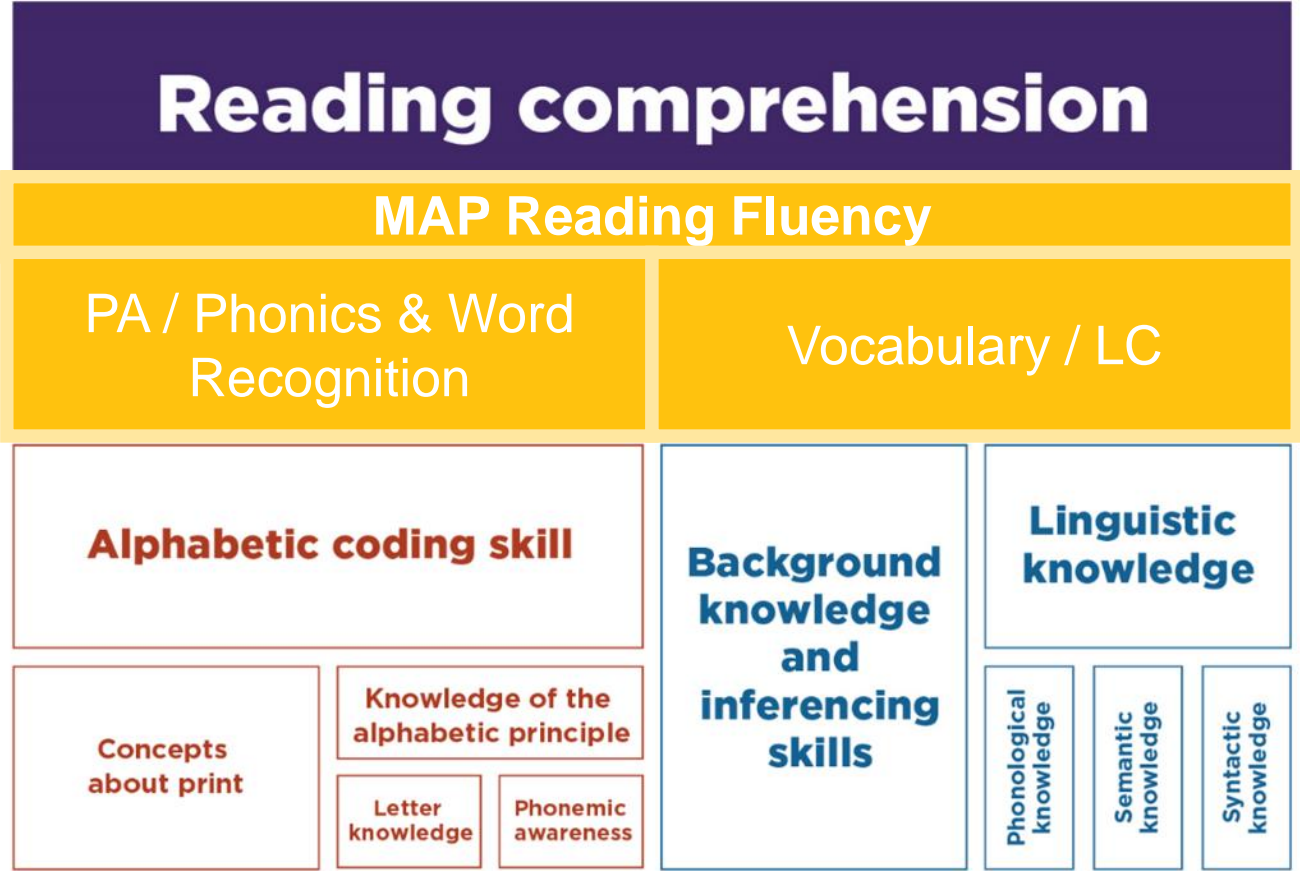 Reading comprehension
MAP Reading Fluency
PA / Phonics & Word
Recognition
Vocabulary / LC
Alphabetic coding skill
Concepts
about print
Knowledge of the
alphabetic principle
Letter
knowledge
Phonemic
awareness
Background
knowledge
and
inferencing
skills
Linguistic
knowledge
Phonological
knowledge
Semantic
knowledge
Syntactic
knowledge